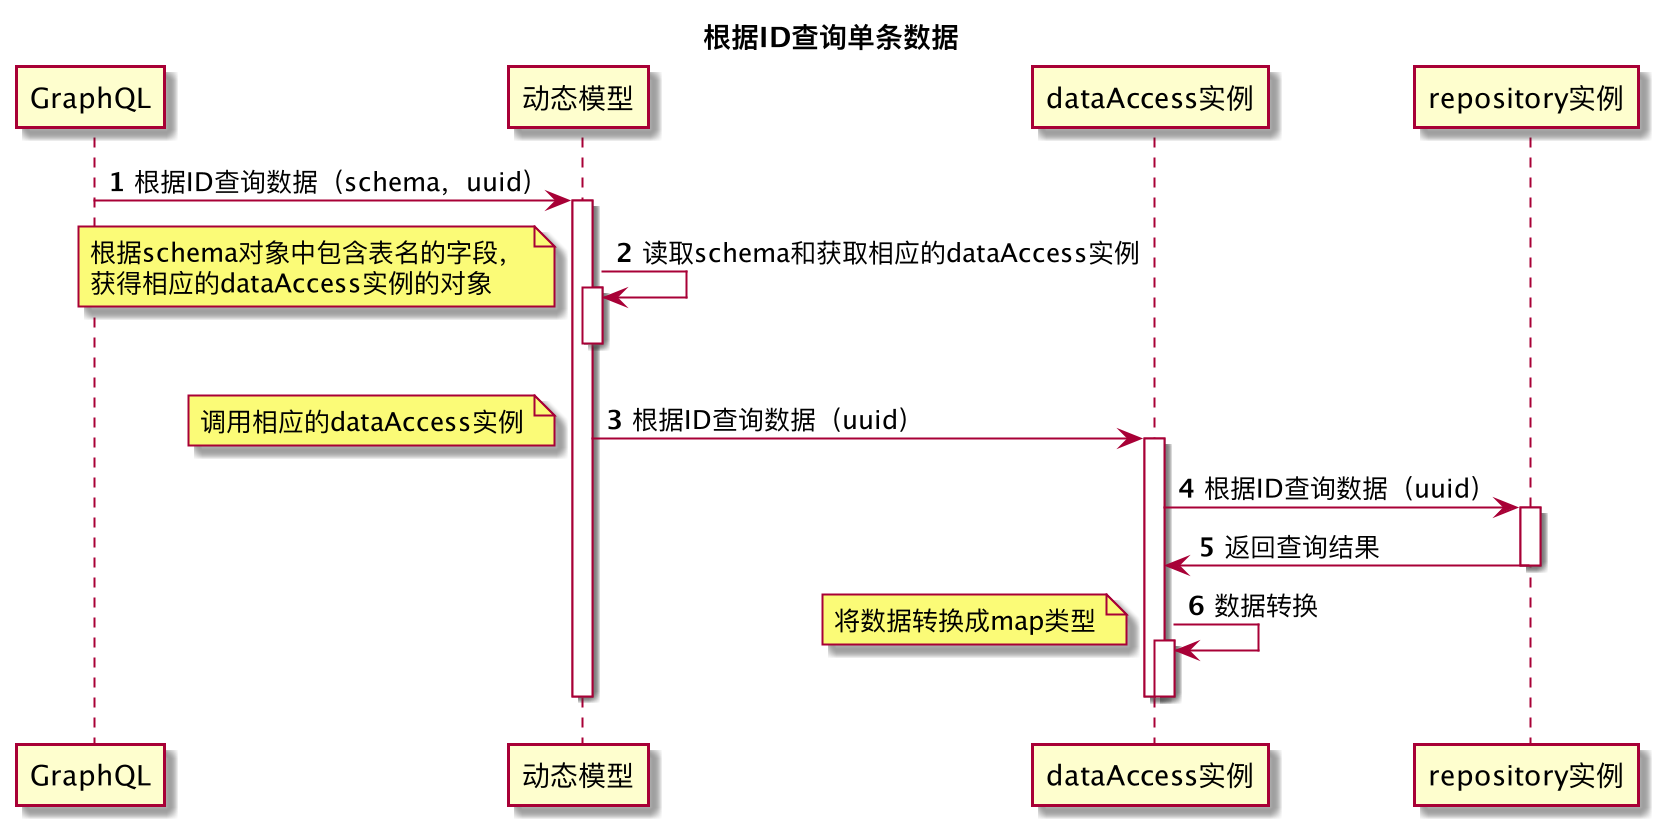 根据ID查询单条数据
GraphQL
动态模型
dataAccess实例
repository实例
1 根据ID查询数据（schema，uuid）
根据schema对象中包含表名的字段，
获得相应的dataAccess实例的对象
2 读取schema和获取相应的dataAccess实例
调用相应的dataAccess实例
3 根据ID查询数据（uuid）
4 根据ID查询数据（uuid）
5 返回查询结果
将数据转换成map类型
6 数据转换
GraphQL
动态模型
dataAccess实例
repository实例